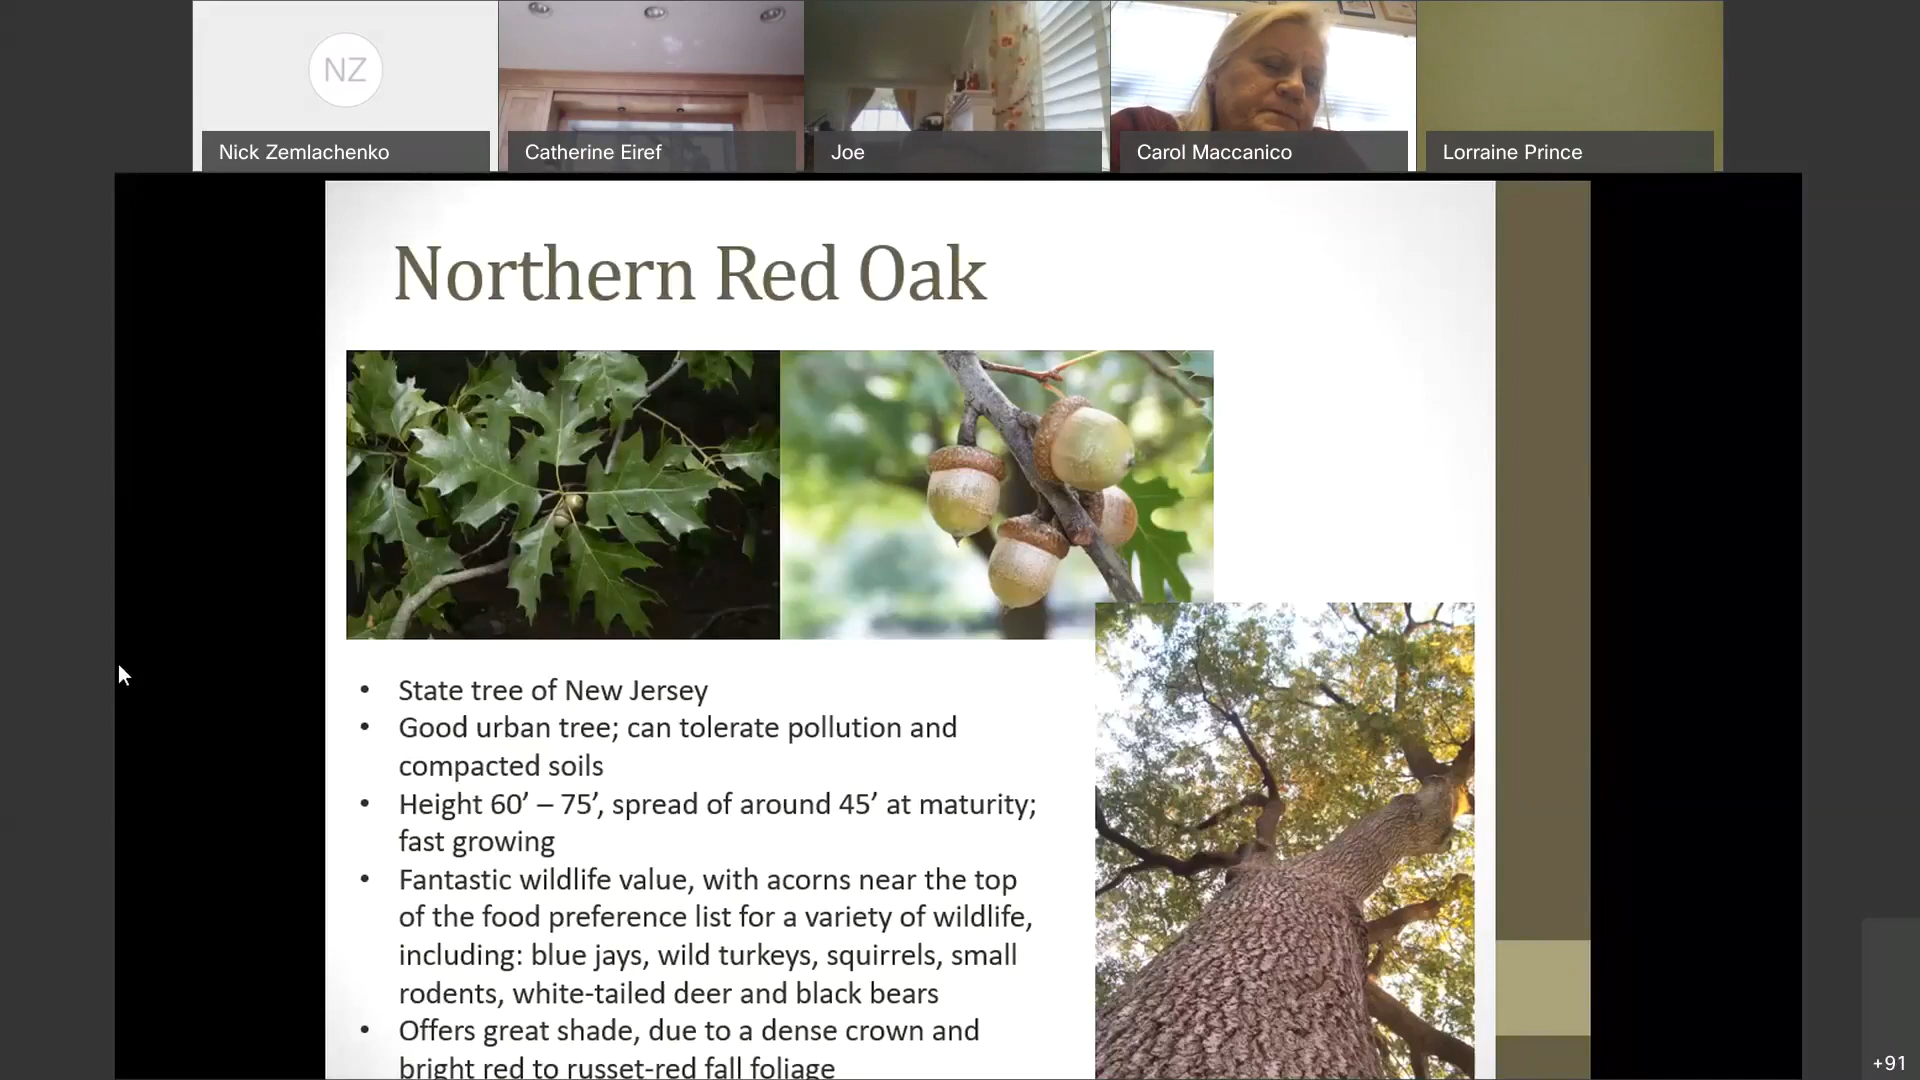 NZ
Nick Zemlachenko
Catherine Eiref
Joe
Carol Maccanico
Lorraine Prince
Northern Red Oak
• State tree of New Jersey
• Good urban tree; can tolerate pollution and
compacted soils
• Height 60’ – 75’, spread of around 45’ at maturity;
fast growing
• Fantastic wildlife value, with acorns near the top
of the food preference list for a variety of wildlife,
including: blue jays, wild turkeys, squirrels, small
rodents, white-tailed deer and black bears
• Offers great shade, due to a dense crown and
bright red to russet-red fall foliage
+91